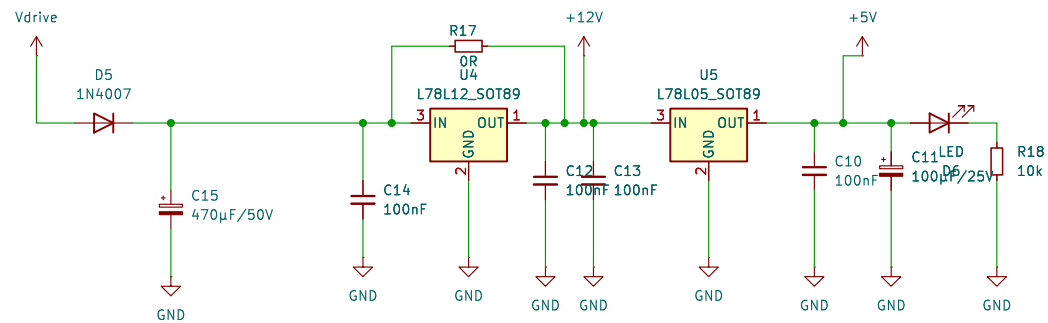 Vdrive
D5
1N4007
C15
470µF/50V
GND
C14
100nF
GND
R17
0R
U4
L78L12_SOT89
3
IN
OUT
1
GND
2
GND
+12V
C12
100nF
GND
C13
100nF
GND
U5
L78L05_SOT89
3
IN
OUT
1
GND
2
GND
+5V
C10
100nF
GND
C11
100µF/25V
GND
LED
D6
R18
10k
GND